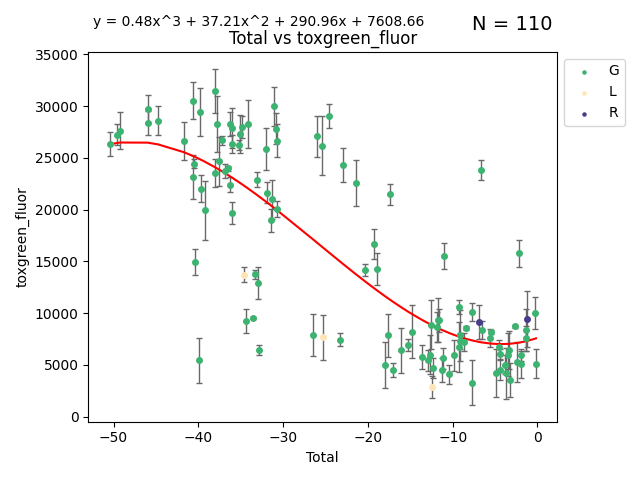 y = 0.48x^3 + 37.21x^2 + 290.96x + 7608.66
N = 110
Total vs toxgreen_fluor
35000
30000
25000
20000
15000
10000
5000
0
toxgreen_fluor
−50
−40
−30
−20
−10
0
Total
G
L
R